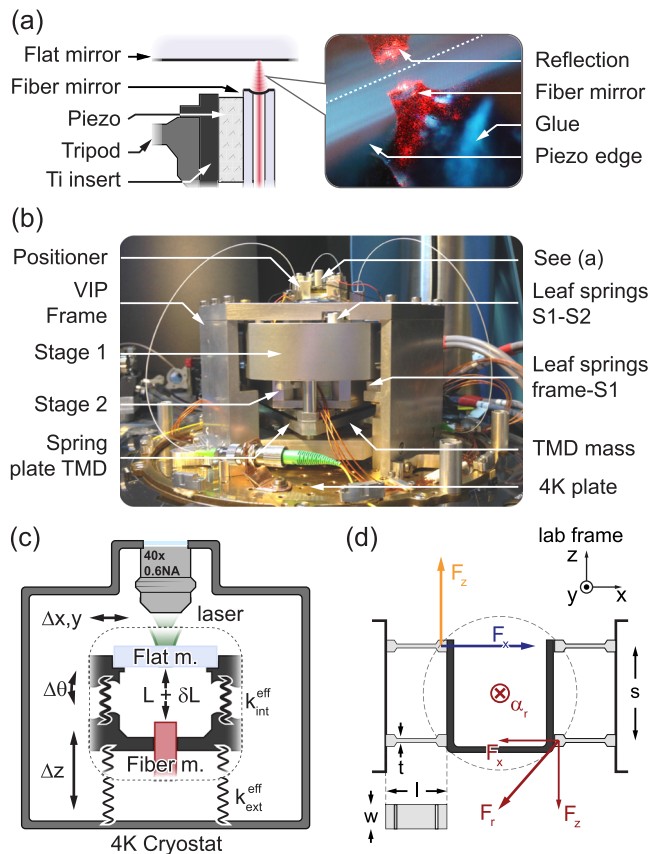 (a)
Flat mirror
Fiber mirror
Piezo
Tripod
Ti insert
Reflection
Fiber mirror
Glue
Piezo edge
(b)
Positioner
VIP
Frame
Stage 1
Stage 2
Spring
plate TMD
See (a)
Leaf springs
S1-S2
Leaf springs
frame-S1
TMD mass
4K plate
(c)
40x
0.6NA
laser
Δx,y
Flat m.
Δθ
L + δL
k_int^eff
Fiber m.
Δz
k_ext^eff
4K Cryostat
(d)
lab frame
z
y
x
F_z
F_x
s
α_r
F_x
t
l
F_r
F_z
w